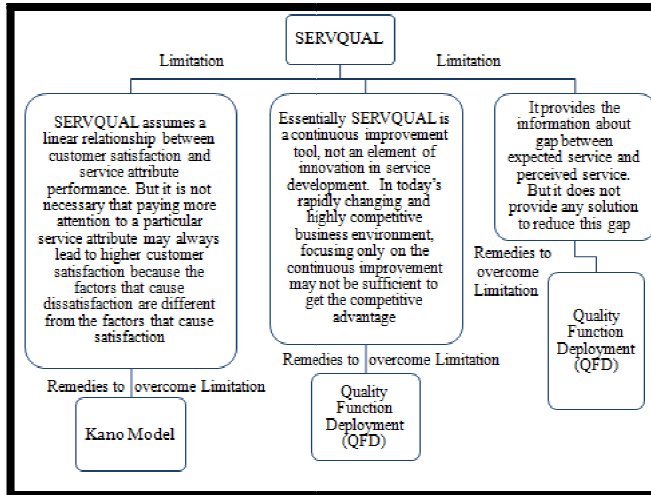 SERVQUAL
Limitation
Limitation
SERVQUAL assumes a
linear relationship between
customer satisfaction and
service attribute
performance. But it is not
necessary that paying more
attention to a particular
service attribute may always
lead to higher customer
satisfaction because the
factors that cause
dissatisfaction are different
from the factors that cause
satisfaction
Essentially SERVQUAL is
a continuous improvement
tool, not an element of
innovation in service
development. In today's
rapidly changing and
highly competitive
business environment,
focusing only on the
continuous improvement
may not be sufficient to
get the competitive
advantage
It provides the
information about
gap between
expected service and
perceived service.
But it does not
provide any solution
to reduce this gap
Remedies to overcome Limitation
Kano Model
Remedies to overcome Limitation
Quality
Function
Deployment
(QFD)
Remedies to
overcome
Limitation
Quality
Function
Deployment
(QFD)